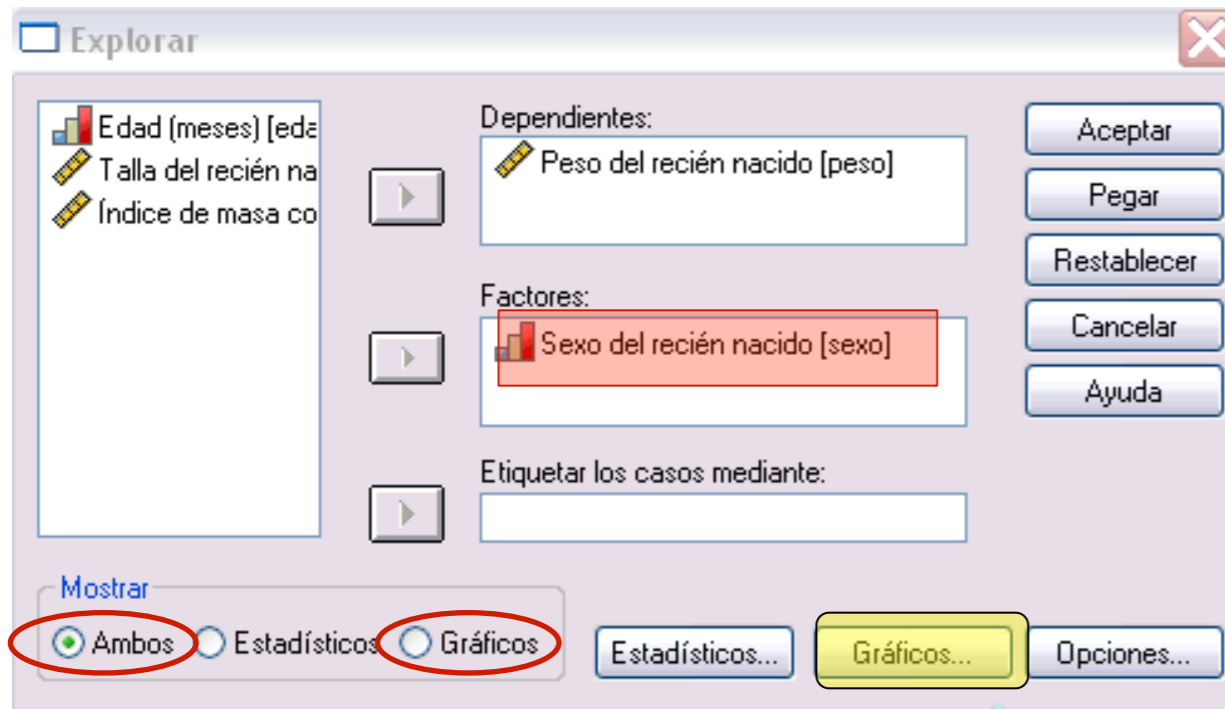 Explorar
Edad (meses) [eda
Talla del recién na
Índice de masa co
Dependientes:
Peso del recién nacido [peso]
Factores:
Sexo del recién nacido [sexo]
Etiquetar los casos mediante:
Aceptar
Pegar
Restablecer
Cancelar
Ayuda
Mostrar
Ambos Estadísticos Gráficos
Estadísticos... Gráficos... Opciones...